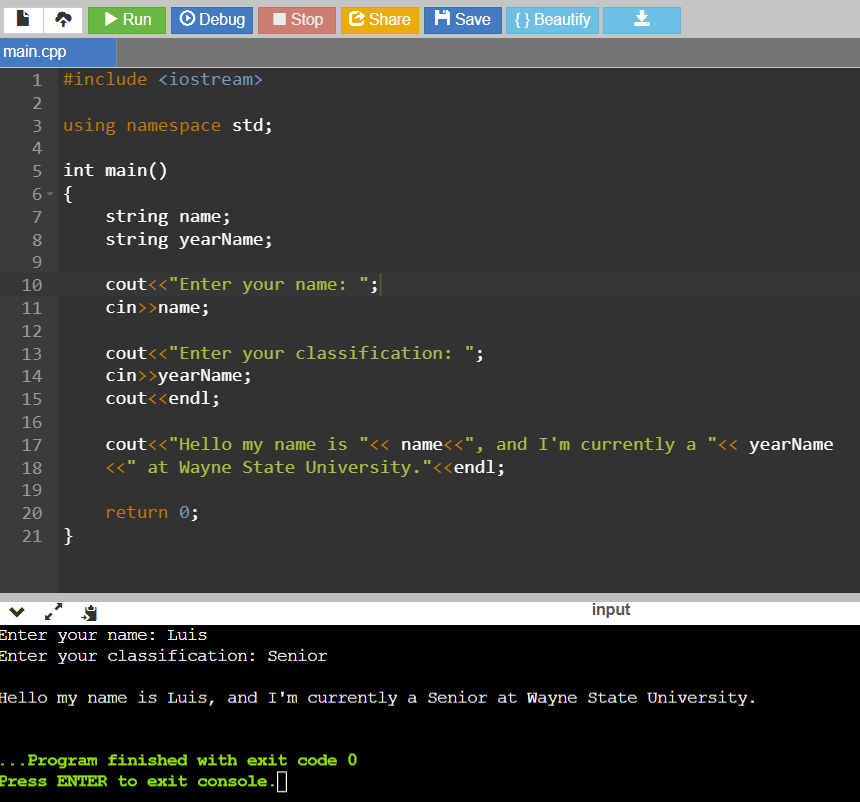 Run Debug Stop Share Save { } Beautify
main.cpp
1 #include <iostream>
2
3 using namespace std;
4
5 int main()
6 {
7     string name;
8     string yearName;
9
10     cout<<"Enter your name: ";
11     cin>>name;
12
13     cout<<"Enter your classification: ";
14     cin>>yearName;
15     cout<<endl;
16
17     cout<<"Hello my name is "<< name<<", and I'm currently a "<< yearName
18     <<" at Wayne State University."<<endl;
19
20     return 0;
21 }
input
Enter your name: Luis
Enter your classification: Senior
Hello my name is Luis, and I'm currently a Senior at Wayne State University.
...Program finished with exit code 0
Press ENTER to exit console.